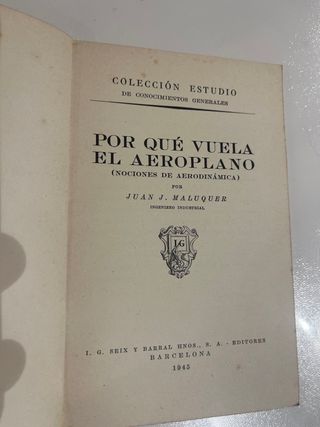 COLECCIÓN ESTUDIO
DE CONOCIMIENTOS GENERALES
POR QUÉ VUELA
EL AEROPLANO
(NOCIONES DE AERODINÁMICA)
POR
JUAN J. MALUQUER
INGENIERO INDUSTRIAL
IG
I. G. SEIX Y BARRAL HNOS., S. A. - EDITORES
BARCELONA
1945